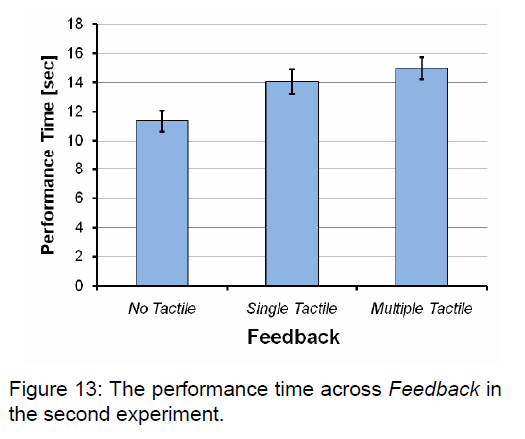 18
16
14
12
10
8
6
4
2
0
Performance Time [sec]
No Tactile Single Tactile Multiple Tactile
Feedback
Figure 13: The performance time across Feedback in
the second experiment.